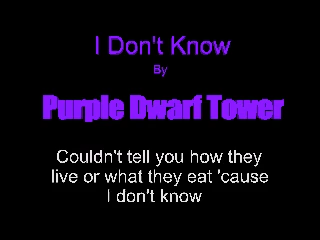 I Don't Know
By
Purple Dwarf Tower
Couldn't tell you how they
live or what they eat 'cause
I don't know